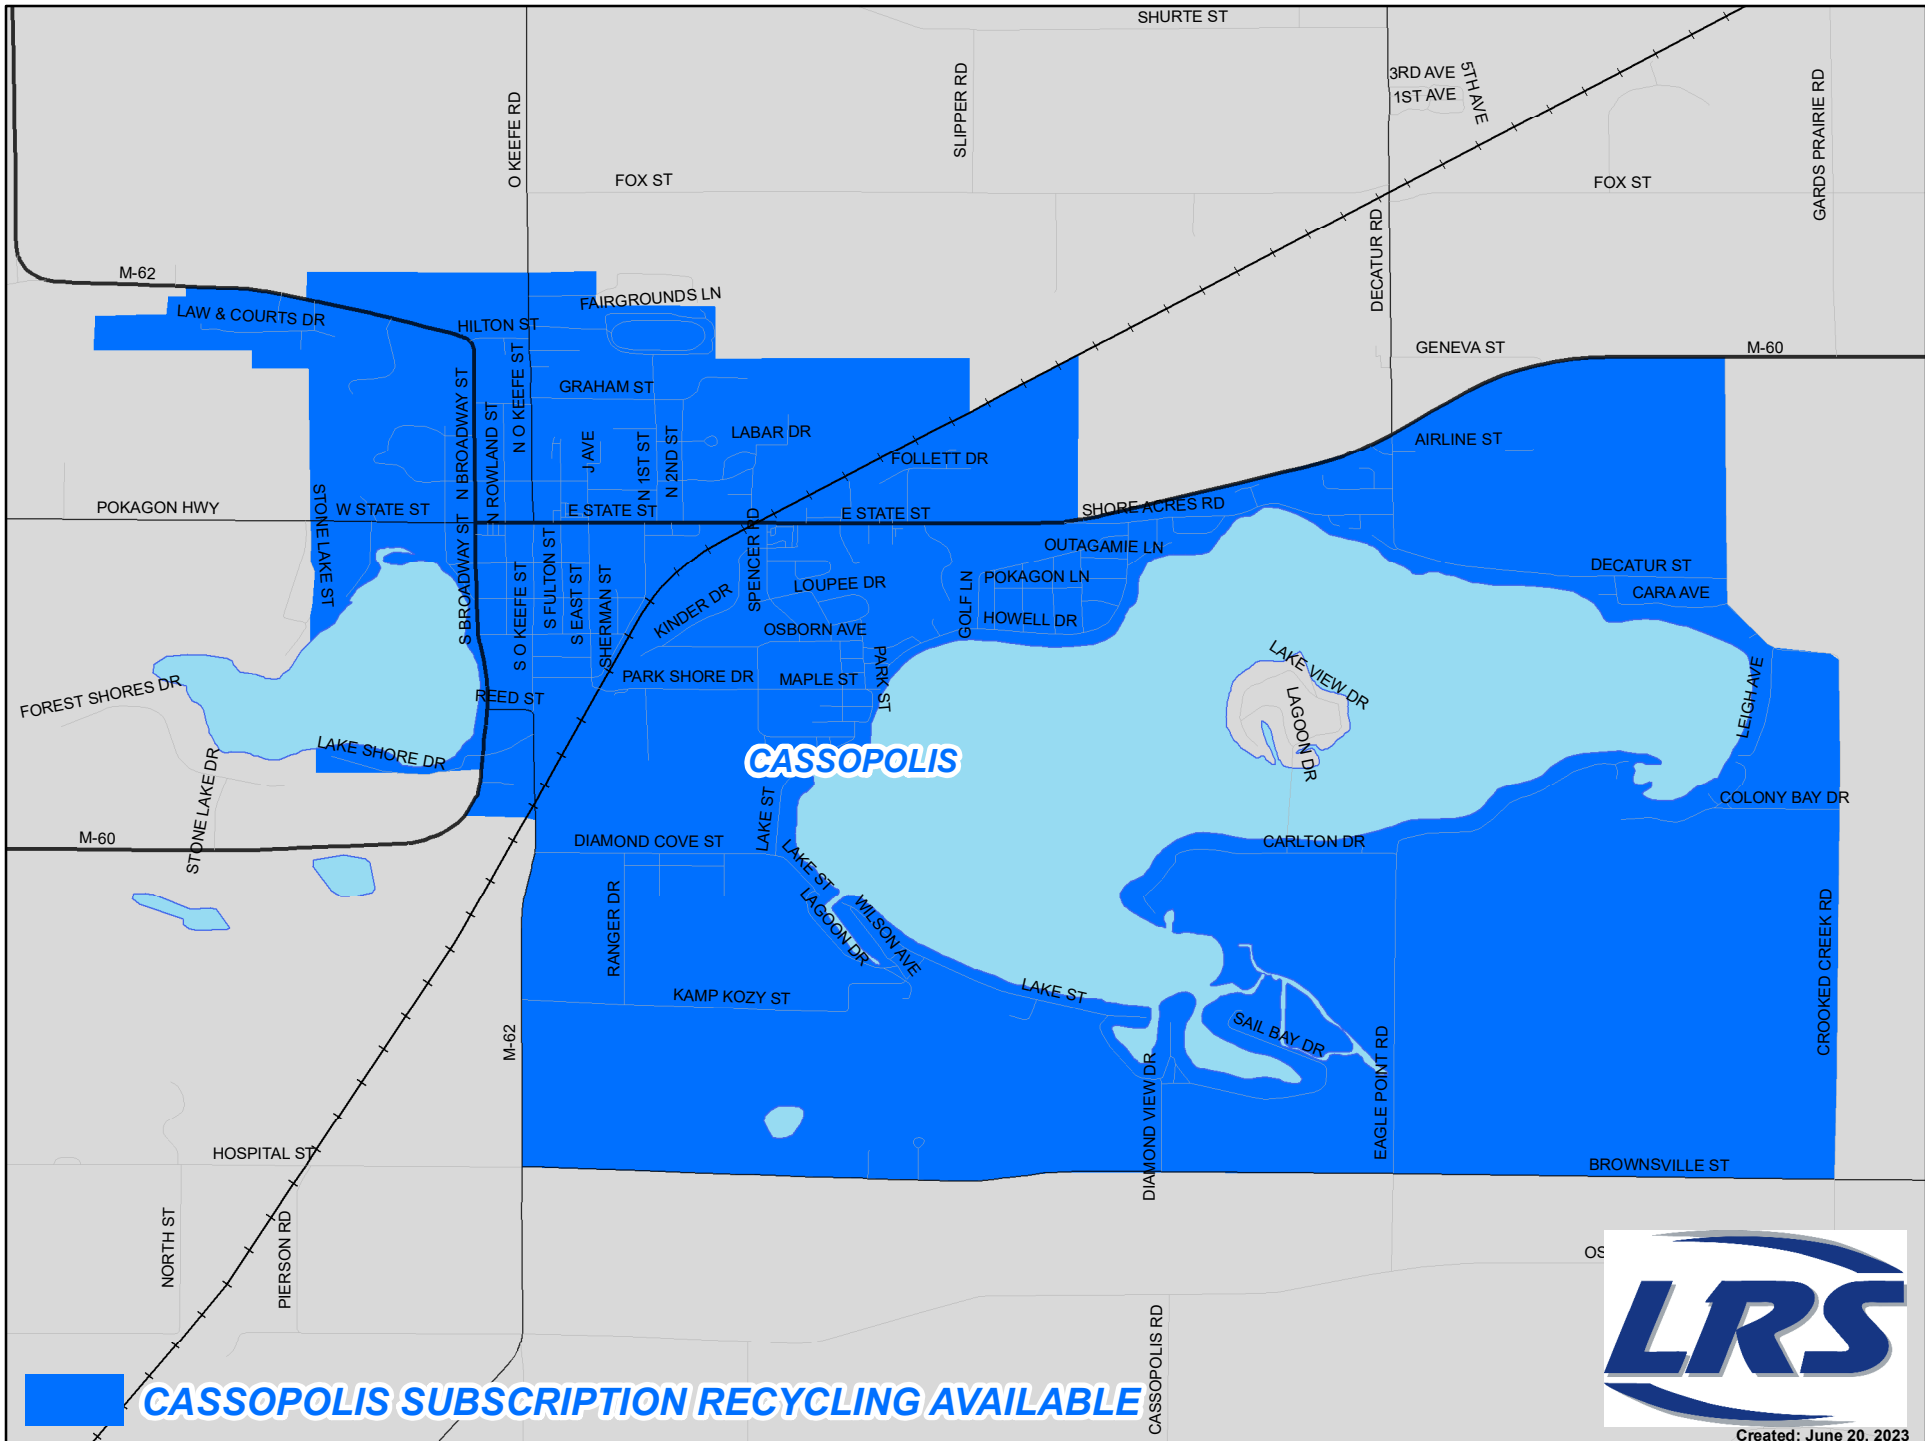 SHURTE ST
3RD AVE
5TH AVE
1ST AVE
O KEEFE RD
SLIPPER RD
GARDS PRAIRIE RD
FOX ST
FOX ST
DECATUR RD
M-62
FAIRGROUNDS LN
LAW & COURTS DR
HILTON ST
GENEVA ST
M-60
N BROADWAY ST
N O KEEFE ST
GRAHAM ST
N ROWLAND ST
J AVE
N 1ST ST
N 2ND ST
LABAR DR
FOLLETT DR
AIRLINE ST
POKAGON HWY
STONE LAKE ST
W STATE ST
E STATE ST
E STATE ST
SHORE ACRES RD
S BROADWAY ST
S O KEEFE ST
S FULTON ST
S EAST ST
SHERMAN ST
KINDER DR
SPENCER RD
LOUPEE DR
GOLF LN
OUTAGAMIE LN
POKAGON LN
HOWELL DR
DECATUR ST
CARA AVE
OSBORN AVE
PARK ST
FOREST SHORES DR
REED ST
PARK SHORE DR
MAPLE ST
LAKE VIEW DR
LAGOON DR
LEIGH AVE
LAKE SHORE DR
CASSOPOLIS
STONE LAKE DR
LAKE ST
COLONY BAY DR
M-60
DIAMOND COVE ST
CARLTON DR
LAKE ST
RANGER DR
LAGOON DR
WILSON AVE
CROOKED CREEK RD
KAMP KOZY ST
LAKE ST
M-62
SAIL BAY DR
DIAMOND VIEW DR
EAGLE POINT RD
HOSPITAL ST
BROWNSVILLE ST
NORTH ST
PIERSON RD
OS
CASSOPOLIS RD
LRS
CASSOPOLIS SUBSCRIPTION RECYCLING AVAILABLE
Created: June 20, 2023